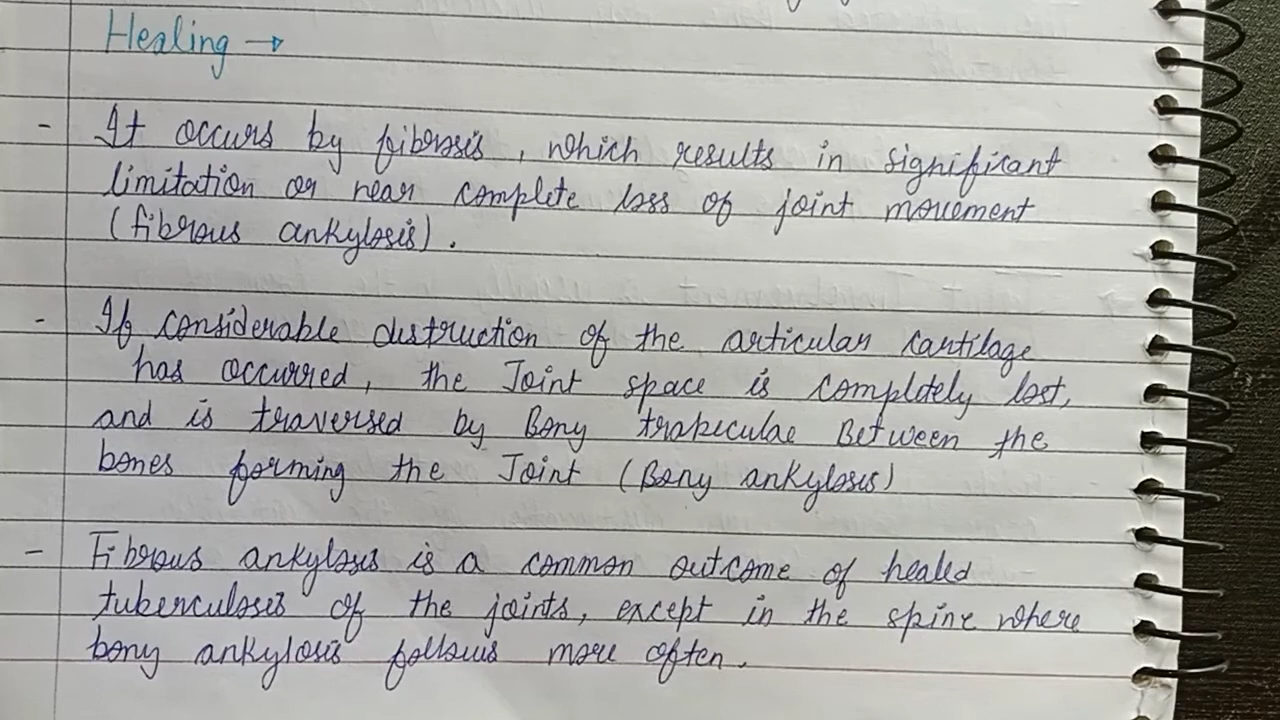 Healing →
- It occurs by fibrosis, which results in significant
limitation or near complete loss of joint movement
(fibrous ankylosis).
- If considerable distruction of the articular cartilage
has occurred, the Joint space is completely lost,
and is traversed by Bony trabeculae Between the
bones forming the Joint (Bony ankylosis)
- Fibrous ankylosis is a common outcome of healed
tuberculosis of the joints, except in the spine where
bony ankylosis follows more often.